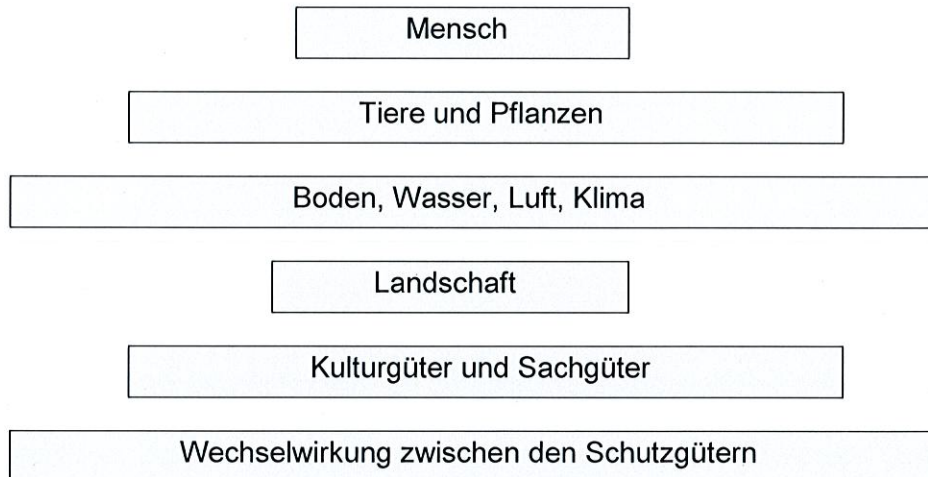 Mensch
Tiere und Pflanzen
Boden, Wasser, Luft, Klima
Landschaft
Kulturgüter und Sachgüter
Wechselwirkung zwischen den Schutzgütern